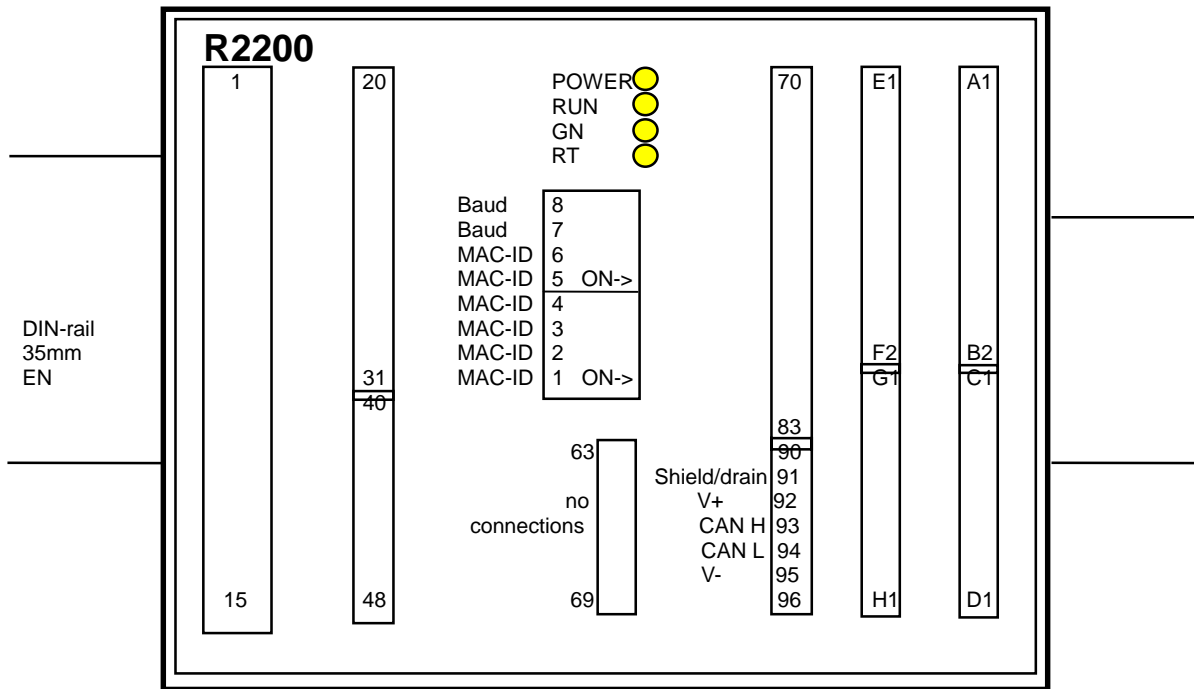 R2200
1 20 POWER 70 E1 A1
RUN
GN
RT
Baud 8
Baud 7
MAC-ID 6
MAC-ID 5 ON->
MAC-ID 4
DIN-rail MAC-ID 3
35mm MAC-ID 2 F2 B2
EN 31 MAC-ID 1 ON-> G1 C1
40
83
63 90
Shield/drain 91
no V+ 92
connections CAN H 93
CAN L 94
V- 95
15 48 69 96 H1 D1